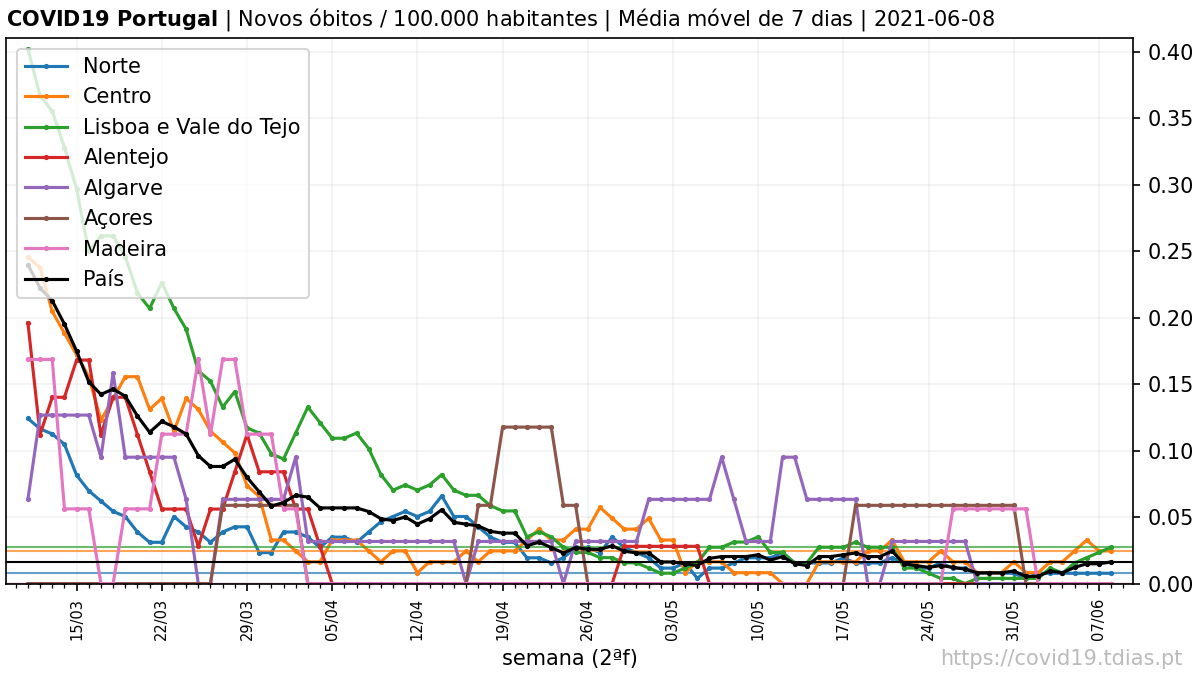 COVID19 Portugal | Novos óbitos / 100.000 habitantes | Média móvel de 7 dias | 2021-06-08
Norte
Centro
Lisboa e Vale do Tejo
Alentejo
Algarve
Açores
Madeira
País
0.40
0.35
0.30
0.25
0.20
0.15
0.10
0.05
0.00
15/03
22/03
29/03
05/04
12/04
19/04
26/04
03/05
10/05
17/05
24/05
31/05
07/06
semana (2ªf)
https://covid19.tdias.pt